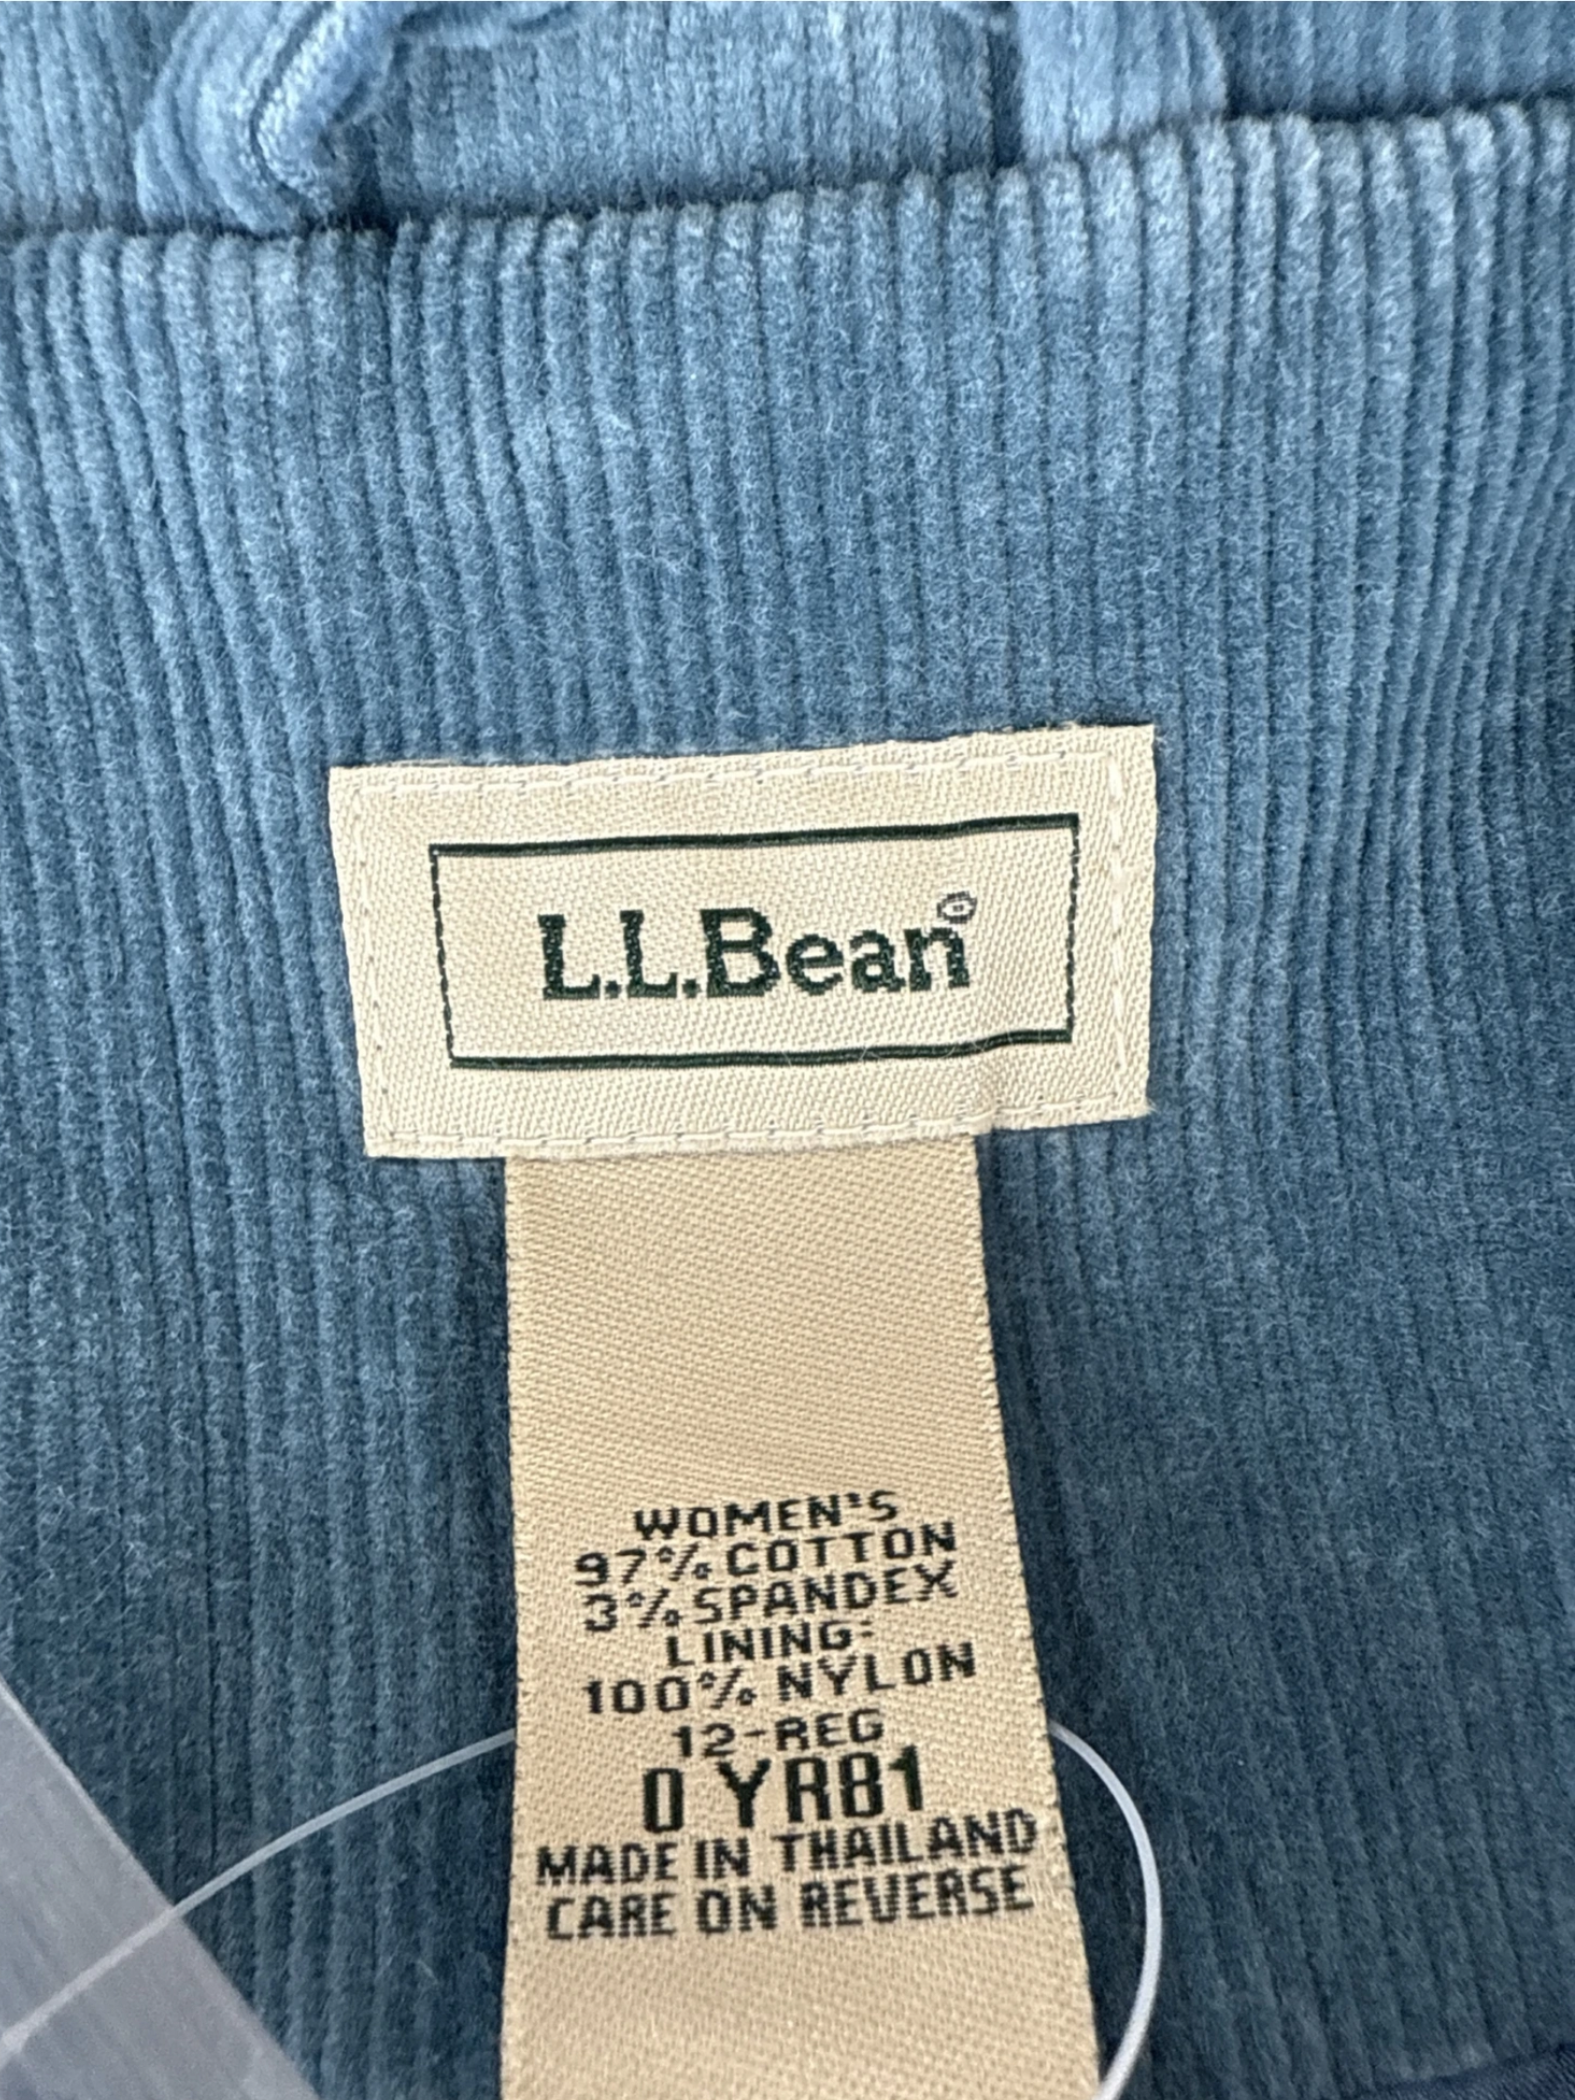 L.L.Bean®
WOMEN'S
97% COTTON
3% SPANDEX
LINING:
100% NYLON
12-REG
0 YR81
MADE IN THAILAND
CARE ON REVERSE